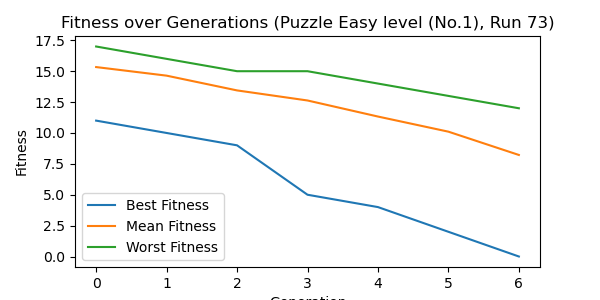 Fitness over Generations (Puzzle Easy level (No.1), Run 73)
17.5
15.0
12.5
10.0
7.5
5.0
2.5
0.0
Fitness
Best Fitness
Mean Fitness
Worst Fitness
0 1 2 3 4 5 6
Generation